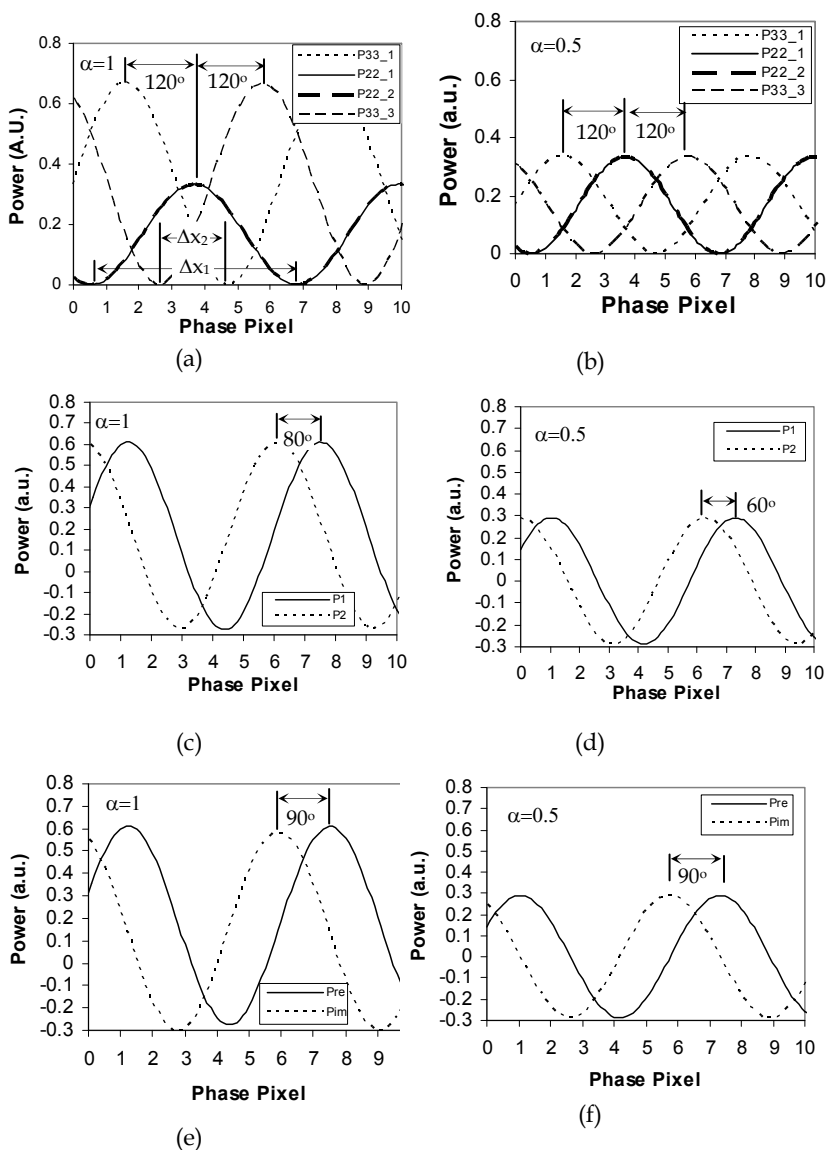 0.8
0.6
0.4
0.2
0
Power (A.U.)
α=1
120º
120º
P33_1
P22_1
P22_2
P33_3
Δx₂
Δx₁
0 1 2 3 4 5 6 7 8 9 10
Phase Pixel
(a)
0.8
0.6
0.4
0.2
0
Power (a.u.)
α=0.5
120º
120º
P33_1
P22_1
P22_2
P33_3
0 1 2 3 4 5 6 7 8 9 10
Phase Pixel
(b)
0.8
0.7
0.6
0.5
0.4
0.3
0.2
0.1
0
-0.1
-0.2
-0.3
Power (a.u.)
α=1
80º
P1
P2
0 1 2 3 4 5 6 7 8 9 10
Phase Pixel
(c)
0.8
0.7
0.6
0.5
0.4
0.3
0.2
0.1
0
-0.1
-0.2
-0.3
Power (a.u.)
α=0.5
60º
P1
P2
0 1 2 3 4 5 6 7 8 9 10
Phase Pixel
(d)
0.8
0.7
0.6
0.5
0.4
0.3
0.2
0.1
0
-0.1
-0.2
-0.3
Power (a.u.)
α=1
90º
Pre
Pim
0 1 2 3 4 5 6 7 8 9
Phase Pixel
(e)
0.8
0.7
0.6
0.5
0.4
0.3
0.2
0.1
0
-0.1
-0.2
-0.3
Power (a.u.)
α=0.5
90º
Pre
Pim
0 1 2 3 4 5 6 7 8 9 10
Phase Pixel
(f)